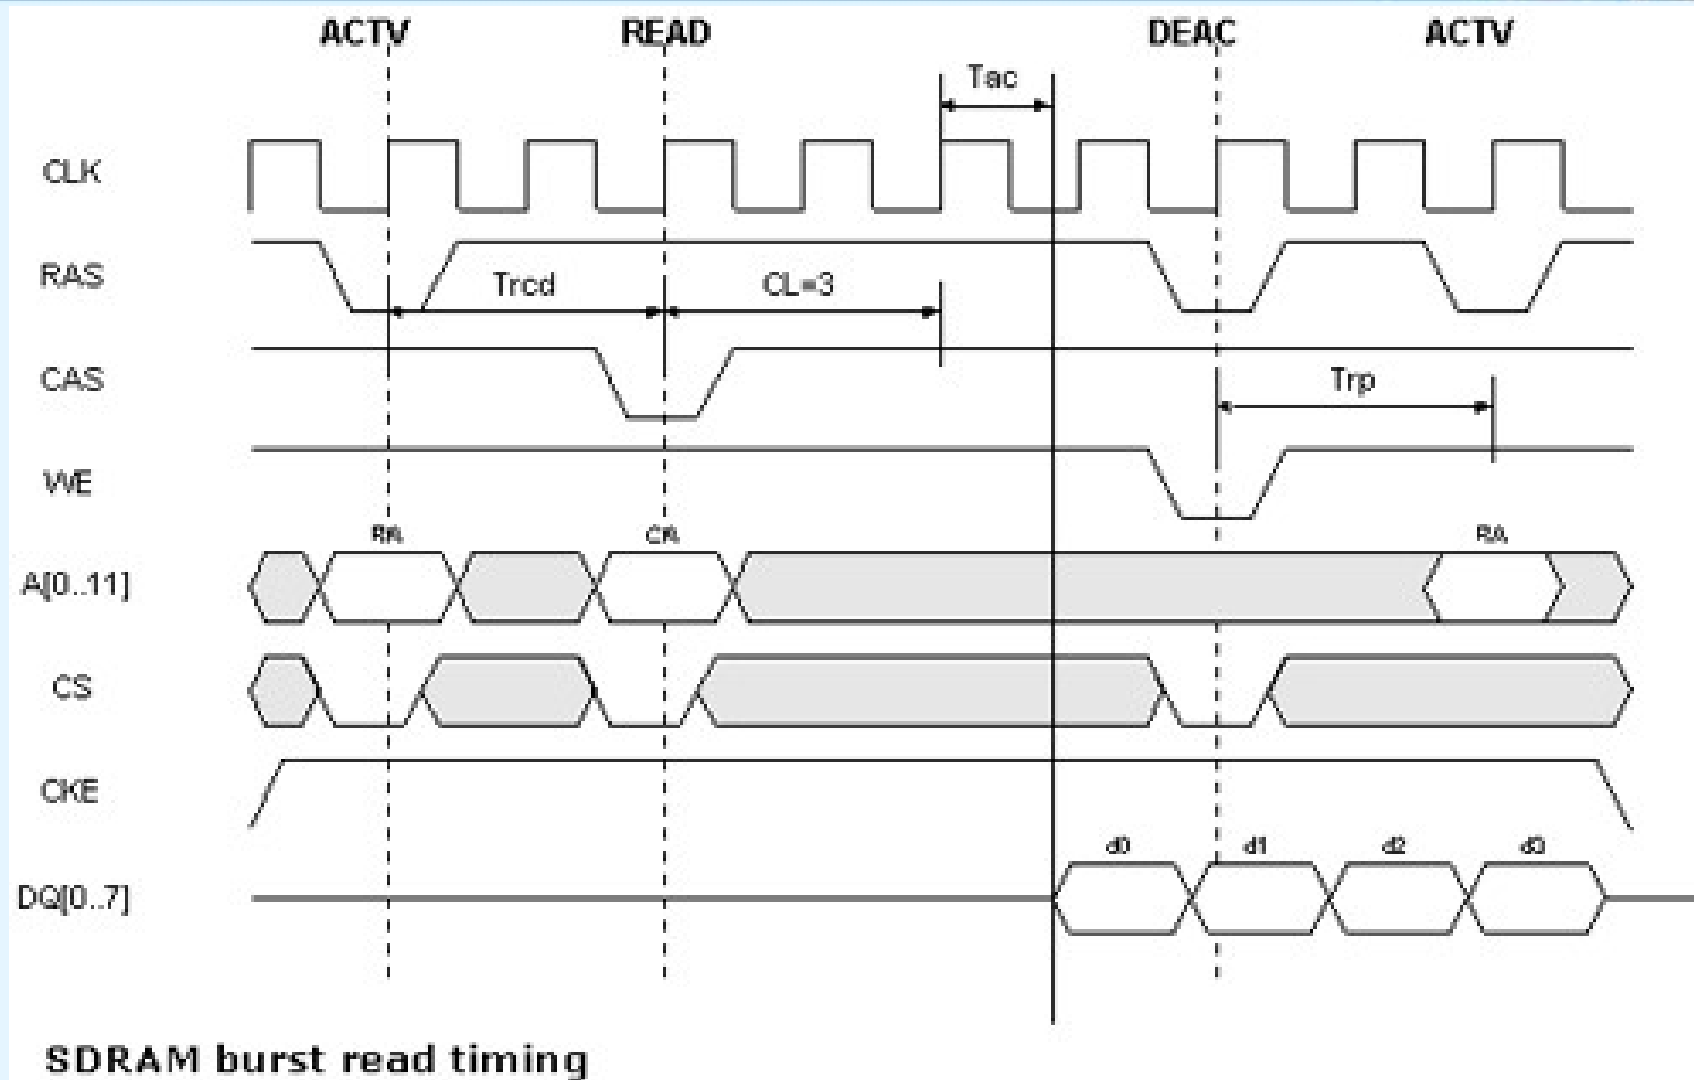 ACTV READ DEAC ACTV
Tac
CLK
RAS
Trcd CL=3
CAS
Trp
WE
RA CA RA
A[0..11]
CS
CKE
d0 d1 d2 d3
DQ[0..7]
SDRAM burst read timing